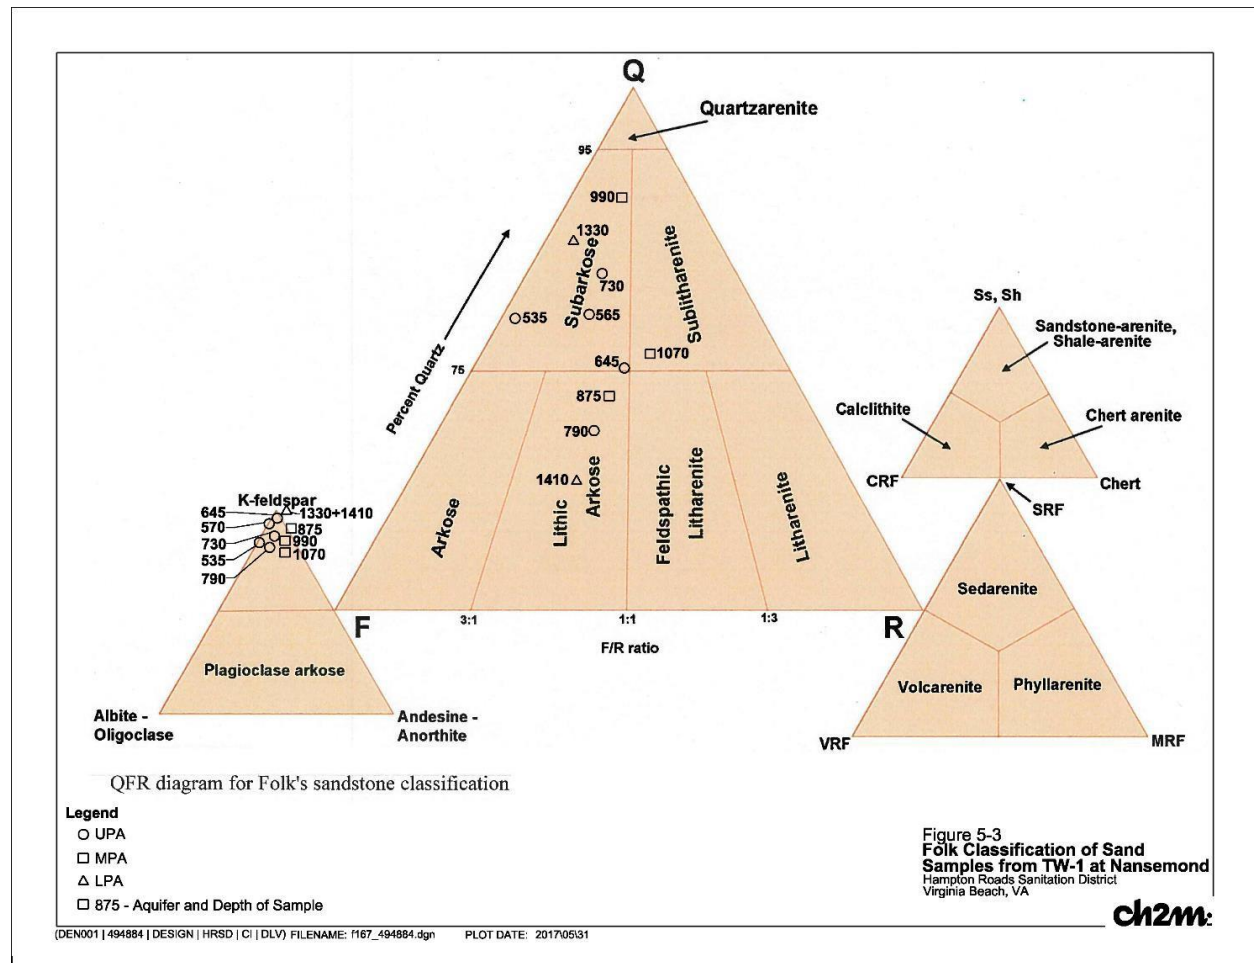 Q
Quartzarenite
95
990
1330
Subarkose
730
Sublitharenite
535
565
Percent Quartz
645
1070
75
875
790
1410
Arkose
Lithic
Arkose
Feldspathic
Litharenite
Litharenite
F
3:1
1:1
1:3
R
F/R ratio
Ss, Sh
Sandstone-arenite,
Shale-arenite
Calclithite
Chert arenite
CRF
Chert
SRF
Sedarenite
Volcarenite
Phyllarenite
VRF
MRF
K-feldspar
645
1330+1410
570
875
730
990
535
1070
790
Plagioclase arkose
Albite -
Oligoclase
Andesine -
Anorthite
QFR diagram for Folk's sandstone classification
Legend
UPA
MPA
LPA
875 - Aquifer and Depth of Sample
Figure 5-3
Folk Classification of Sand
Samples from TW-1 at Nansemond
Hampton Roads Sanitation District
Virginia Beach, VA
ch2m:
(DEN001 | 494884 | DESIGN | HRSD | CI | DLV) FILENAME: f167_494884.dgn PLOT DATE: 2017\05\31